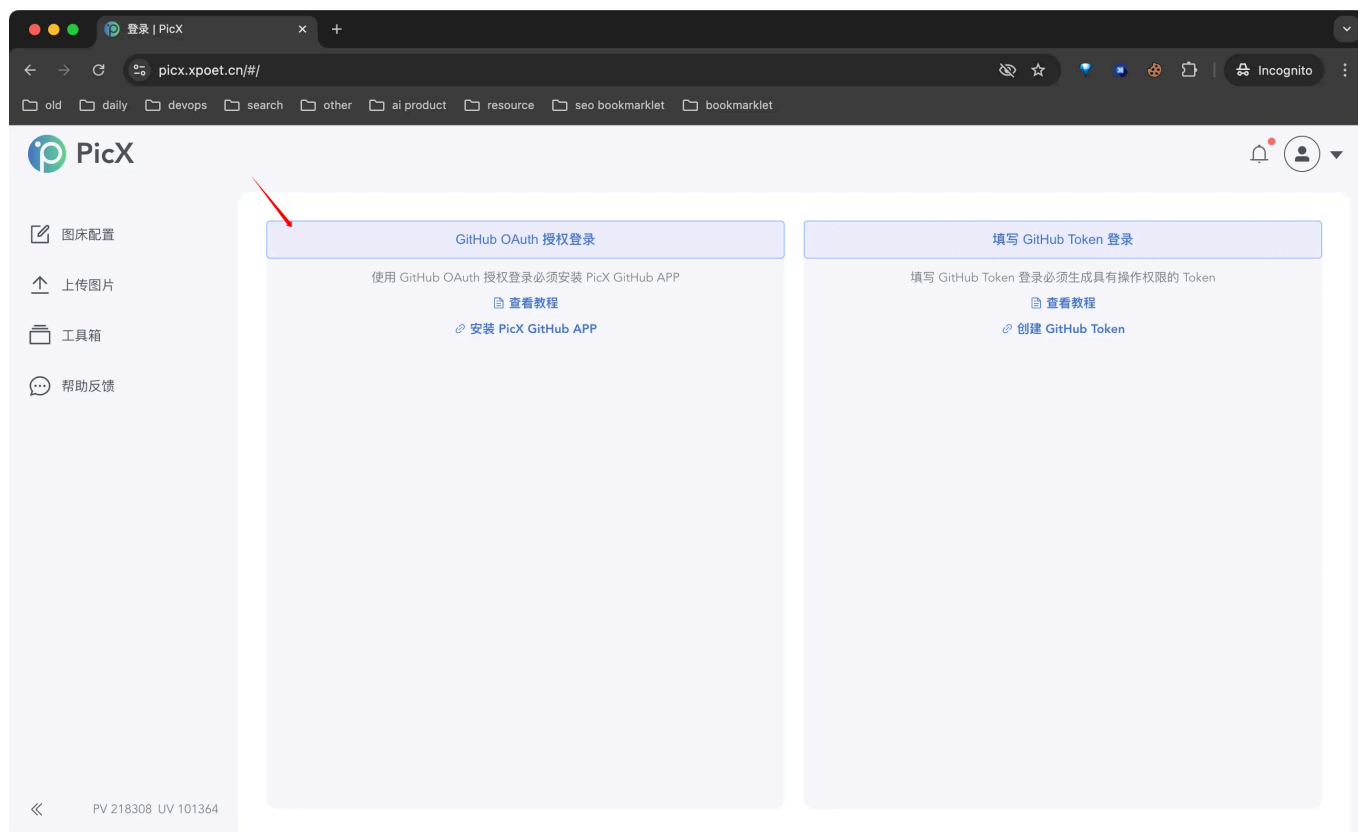 登录 | PicX
picx.xpoet.cn/#/
Incognito
old daily devops search other ai product resource seo bookmarklet bookmarklet
PicX
图床配置
上传图片
工具箱
帮助反馈
GitHub OAuth 授权登录
使用 GitHub OAuth 授权登录必须安装 PicX GitHub APP
查看教程
安装 PicX GitHub APP
填写 GitHub Token 登录
填写 GitHub Token 登录必须生成具有操作权限的 Token
查看教程
创建 GitHub Token
PV 218308 UV 101364